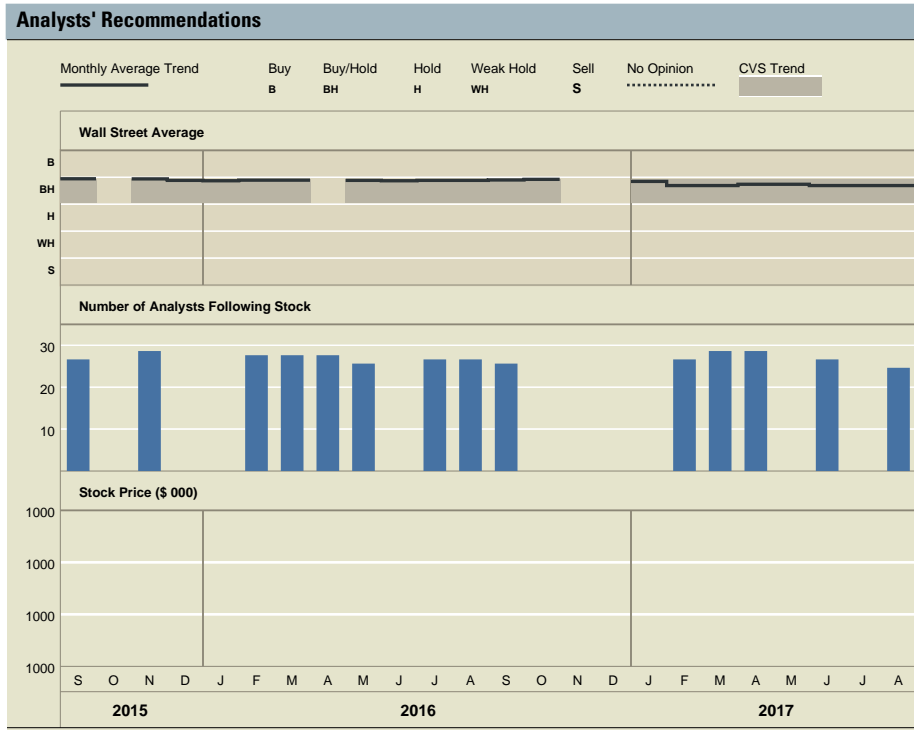 Analysts' Recommendations
Monthly Average Trend Buy Buy/Hold Hold Weak Hold Sell No Opinion CVS Trend
B BH H WH S
Wall Street Average
B
BH
H
WH
S
Number of Analysts Following Stock
30
20
10
Stock Price ($ 000)
1000
1000
1000
1000
S O N D J F M A M J J A S O N D J F M A M J J A
2015 2016 2017